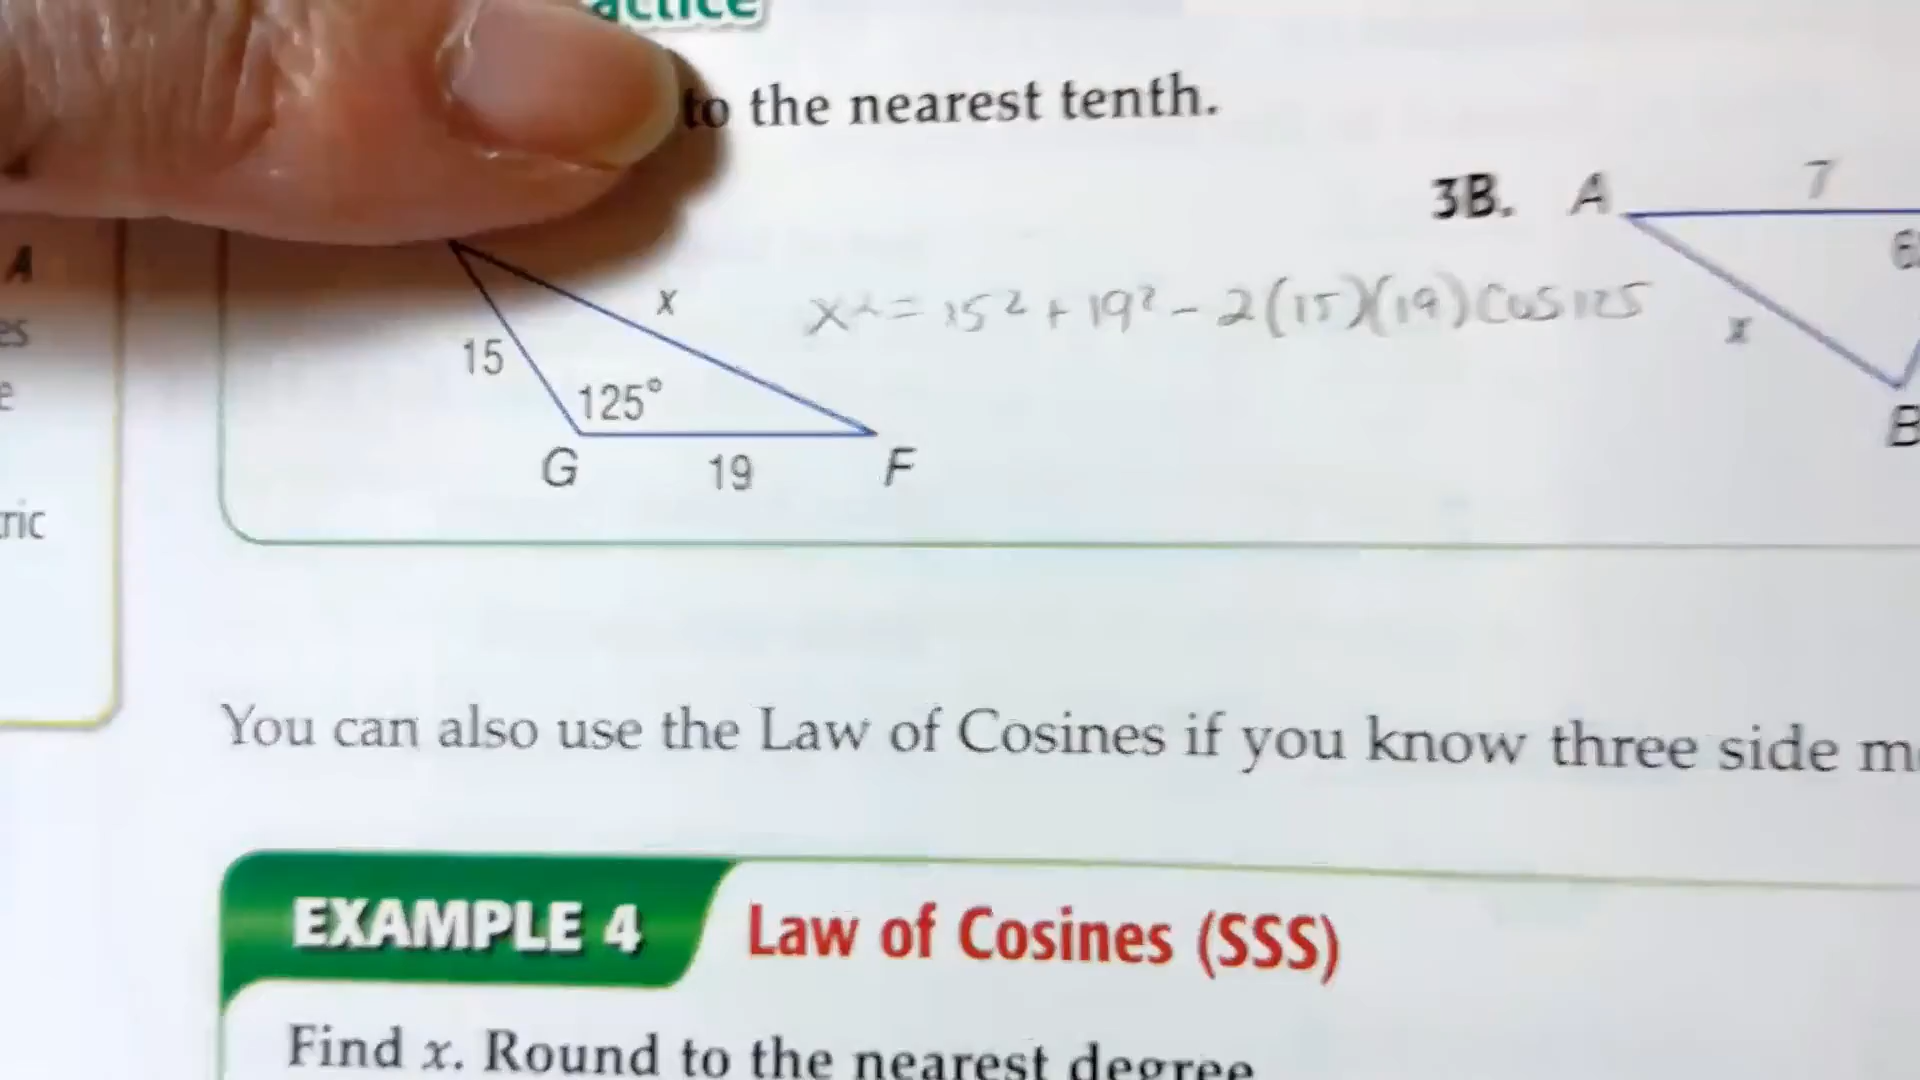 to the nearest tenth.
3B. A 7
A
x x² = 15² + 19² - 2(15)(19) Cos 125
es
15 x
125°
G 19 F
B
ric
You can also use the Law of Cosines if you know three side
EXAMPLE 4 Law of Cosines (SSS)
Find x. Round to the nearest degree.